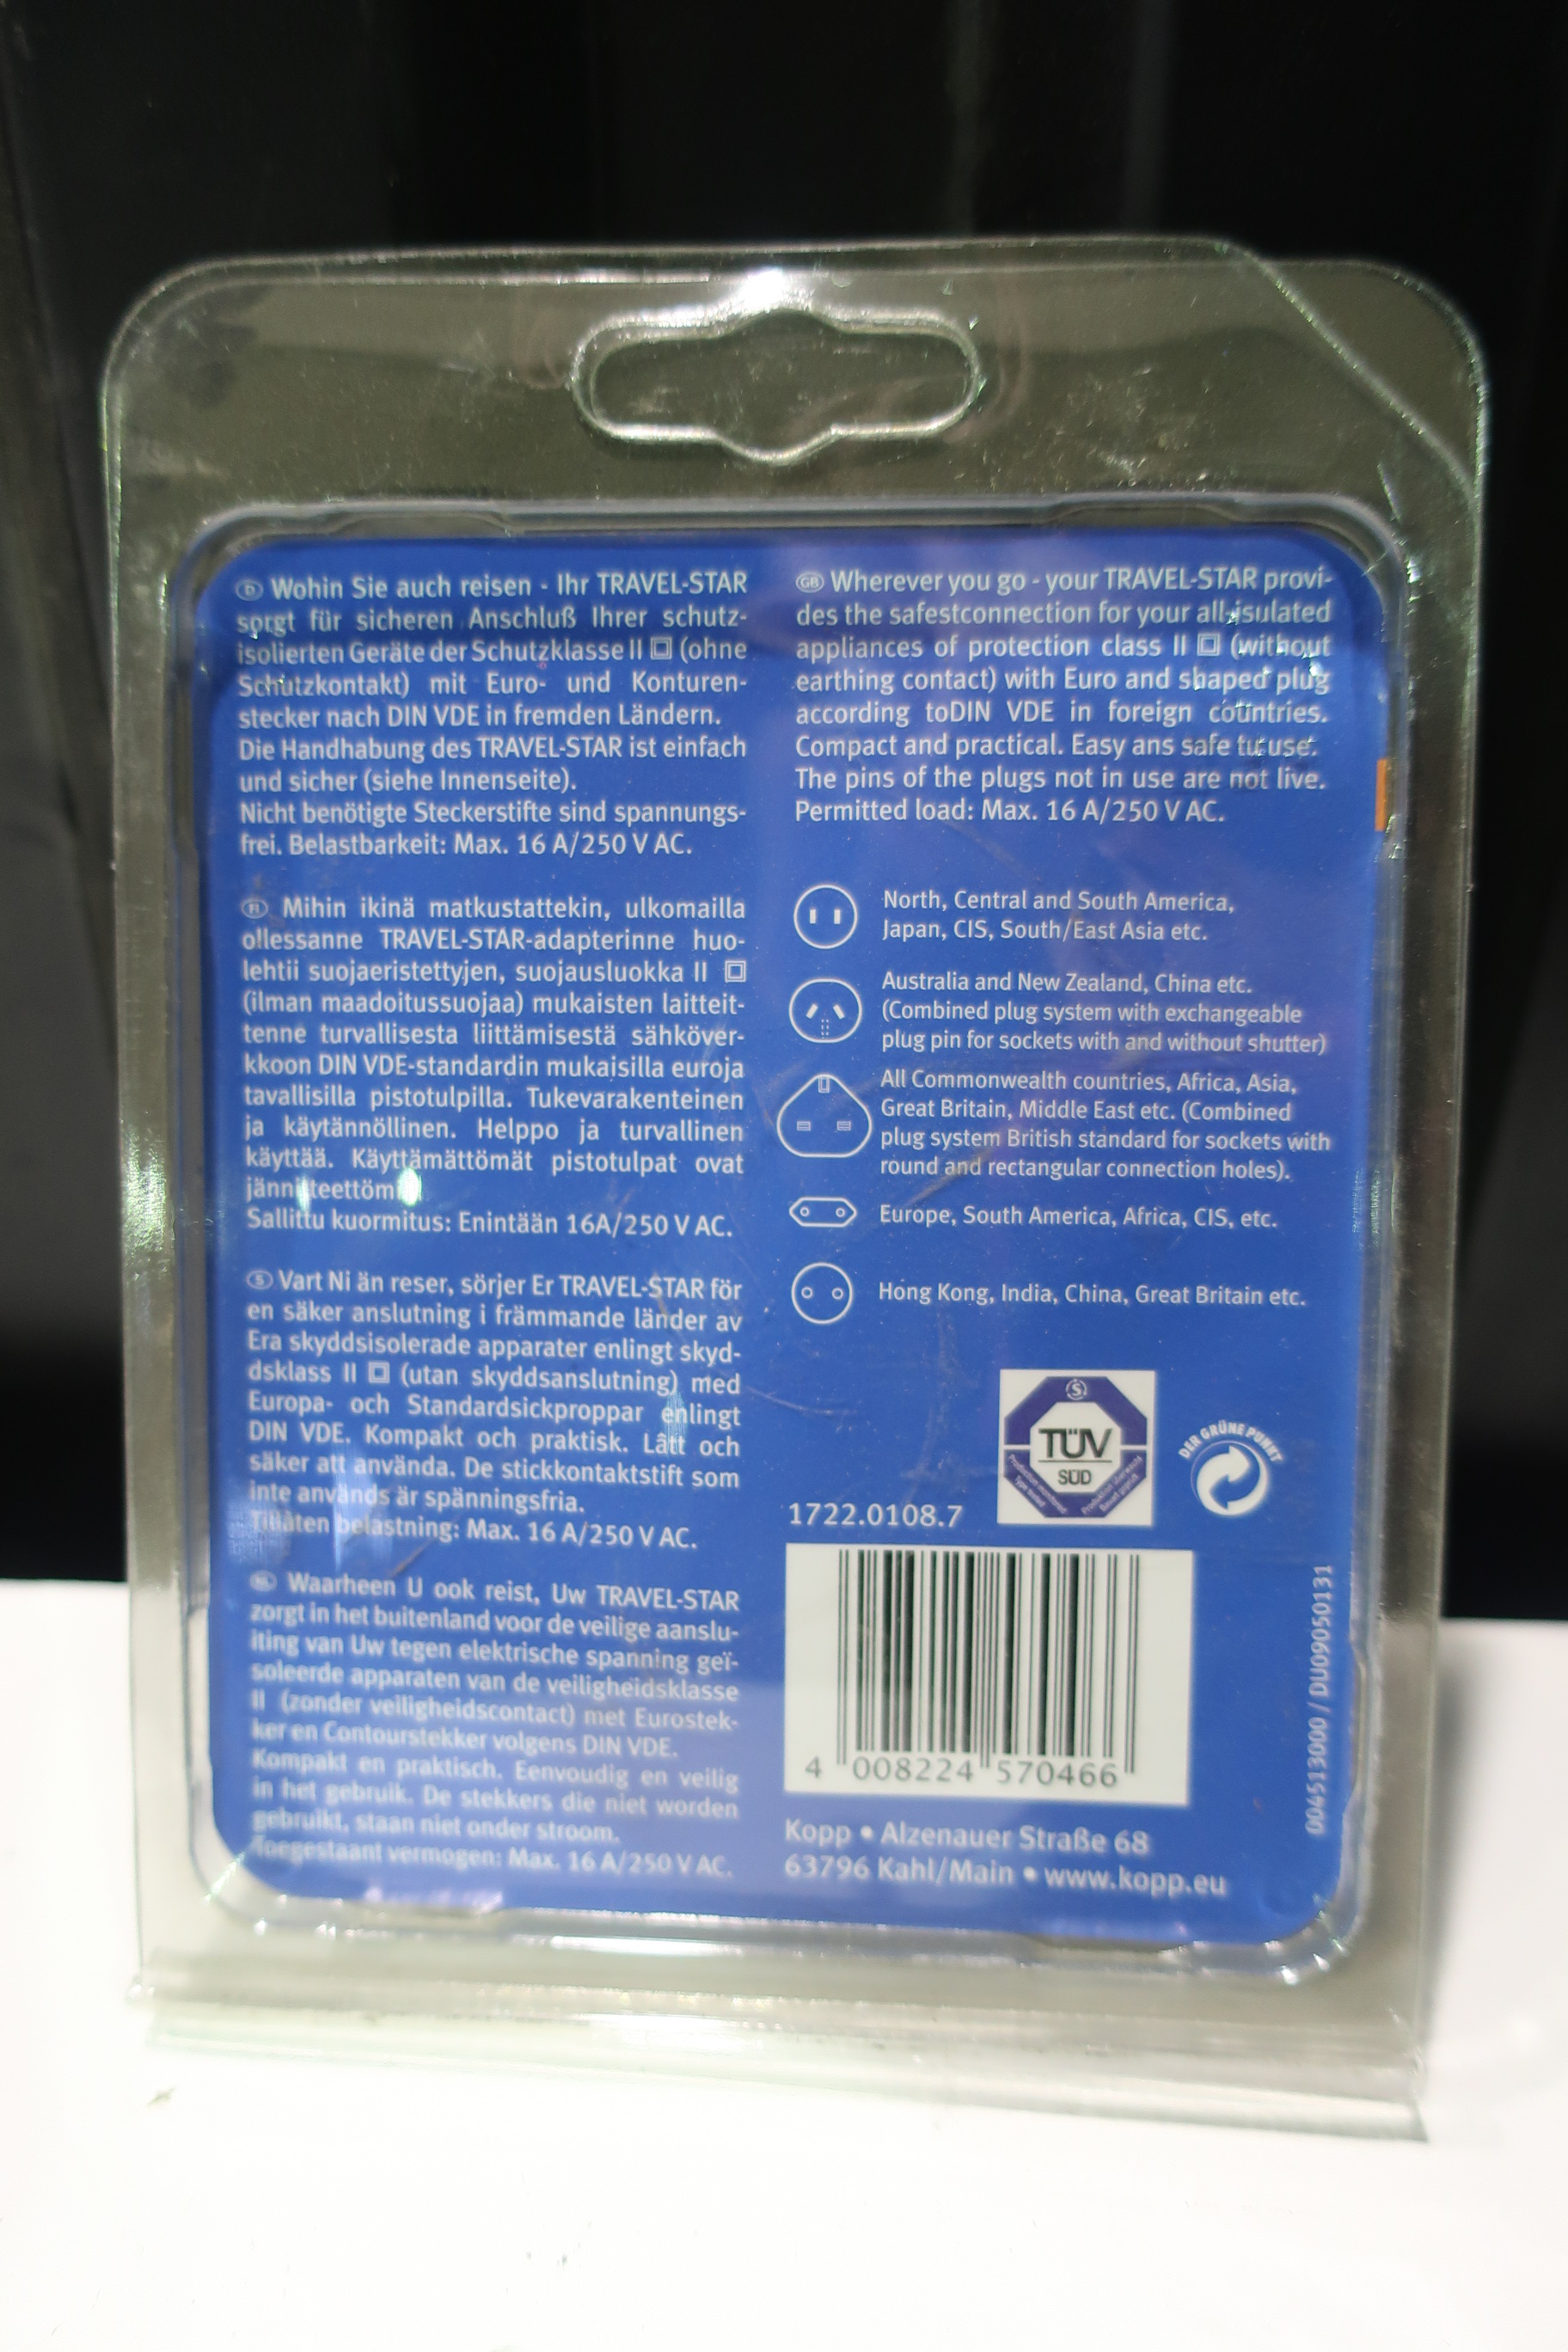 D Wohin Sie auch reisen - Ihr TRAVEL-STAR
sorgt für sicheren Anschluß Ihrer schutz-
isolierten Geräte der Schutzklasse II (ohne
Schutzkontakt) mit Euro- und Konturen-
stecker nach DIN VDE in fremden Ländern.
Die Handhabung des TRAVEL-STAR ist einfach
und sicher (siehe Innenseite).
Nicht benötigte Steckerstifte sind spannungs-
frei. Belastbarkeit: Max. 16 A/250 V AC.
FI Mihin ikinä matkustattekin, ulkomailla
ollessanne TRAVEL-STAR-adapterinne huo-
lehtii suojaeristettyjen, suojausluokka II
(ilman maadoitussuojaa) mukaisten laitteit-
tenne turvallisesta liittämisestä sähköver-
kkoon DIN VDE-standardin mukaisilla euroja
tavallisilla pistotulpilla. Tukevarakenteinen
ja käytännöllinen. Helppo ja turvallinen
käyttää. Käyttämättömät pistotulpat ovat
Sallittu kuormitus: Enintään 16A/250 V AC.
S Vart Ni än reser, sörjer Er TRAVEL-STAR för
en säker anslutning i främmande länder av
Era skyddsisolerade apparater enlingt skyd-
dsklass II (utan skyddsanslutning) med
Europa- och Standardsickproppar enlingt
DIN VDE. Kompakt och praktisk. Lätt och
säker att använda. De stickkontaktstift som
inte används är spänningsfria.
Tillåten belastning: Max. 16 A/250 V AC.
NL Waarheen U ook reist, Uw TRAVEL-STAR
zorgt in het buitenland voor de veilige aanslu-
iting van Uw tegen elektrische spanning geï-
soleerde apparaten van de veiligheidsklasse
II (zonder veiligheidscontact) met Eurostek-
ker en Contourstekker volgens DIN VDE.
Kompakt en praktisch. Eenvoudig en veilig
in het gebruik. De stekkers die niet worden
gebruikt, staan niet onder stroom.
Toegestaant vermogen: Max. 16 A/250 V AC.
GB Wherever you go - your TRAVEL-STAR provi-
des the safestconnection for your all-isulated
appliances of protection class II (without
earthing contact) with Euro and shaped plug
according toDIN VDE in foreign countries.
Compact and practical. Easy ans safe tu use.
The pins of the plugs not in use are not live.
Permitted load: Max. 16 A/250 V AC.
North, Central and South America,
Japan, CIS, South/East Asia etc.
Australia and New Zealand, China etc.
(Combined plug system with exchangeable
plug pin for sockets with and without shutter)
All Commonwealth countries, Africa, Asia,
Great Britain, Middle East etc. (Combined
plug system British standard for sockets with
round and rectangular connection holes).
Europe, South America, Africa, CIS, etc.
Hong Kong, India, China, Great Britain etc.
S
TÜV
SÜD
DER GRÜNE PUNKT
1722.0108.7
4 008224 570466
004513000 / DU09050131
Kopp • Alzenauer Straße 68
63796 Kahl/Main • www.kopp.eu